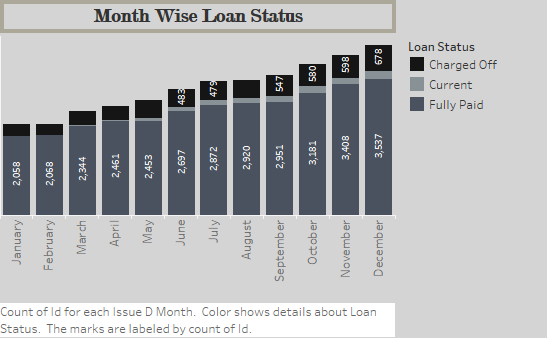 Month Wise Loan Status
Loan Status
Charged Off
Current
Fully Paid
483
479
547
580
598
678
2,058
2,068
2,344
2,461
2,453
2,697
2,872
2,920
2,951
3,181
3,408
3,537
January
February
March
April
May
June
July
August
September
October
November
December
Count of Id for each Issue D Month.  Color shows details about Loan
Status.  The marks are labeled by count of Id.